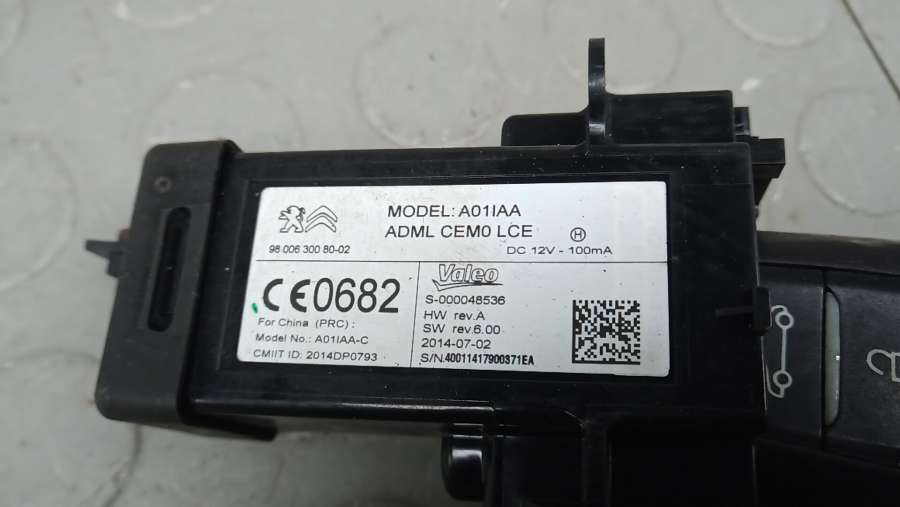 MODEL: A01IAA
ADML CEM0 LCE
H
98 006 300 80-02
DC 12V - 100mA
CE0682
For China (PRC) :
Model No.: A01IAA-C
CMIIT ID: 2014DP0793
Valeo
S-000048536
HW rev.A
SW rev.6.00
2014-07-02
S/N.40011417900371EA